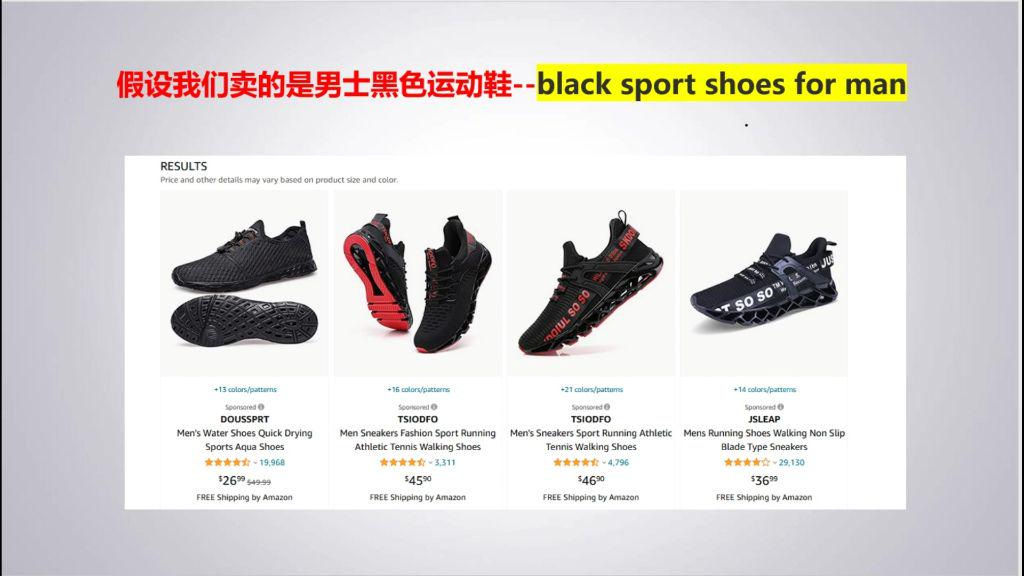 假设我们卖的是男士黑色运动鞋--black sport shoes for man
RESULTS
Price and other details may vary based on product size and color.
+13 colors/patterns
Sponsored
DOUSSPRT
Men's Water Shoes Quick Drying
Sports Aqua Shoes
19,968
$26.99 $49.99
FREE Shipping by Amazon
+16 colors/patterns
Sponsored
TSIODFO
Men Sneakers Fashion Sport Running
Athletic Tennis Walking Shoes
3,311
$45.90
FREE Shipping by Amazon
+21 colors/patterns
Sponsored
TSIODFO
Men's Sneakers Sport Running Athletic
Tennis Walking Shoes
4,796
$46.90
FREE Shipping by Amazon
+14 colors/patterns
Sponsored
JSLEAP
Mens Running Shoes Walking Non Slip
Blade Type Sneakers
29,130
$36.99
FREE Shipping by Amazon